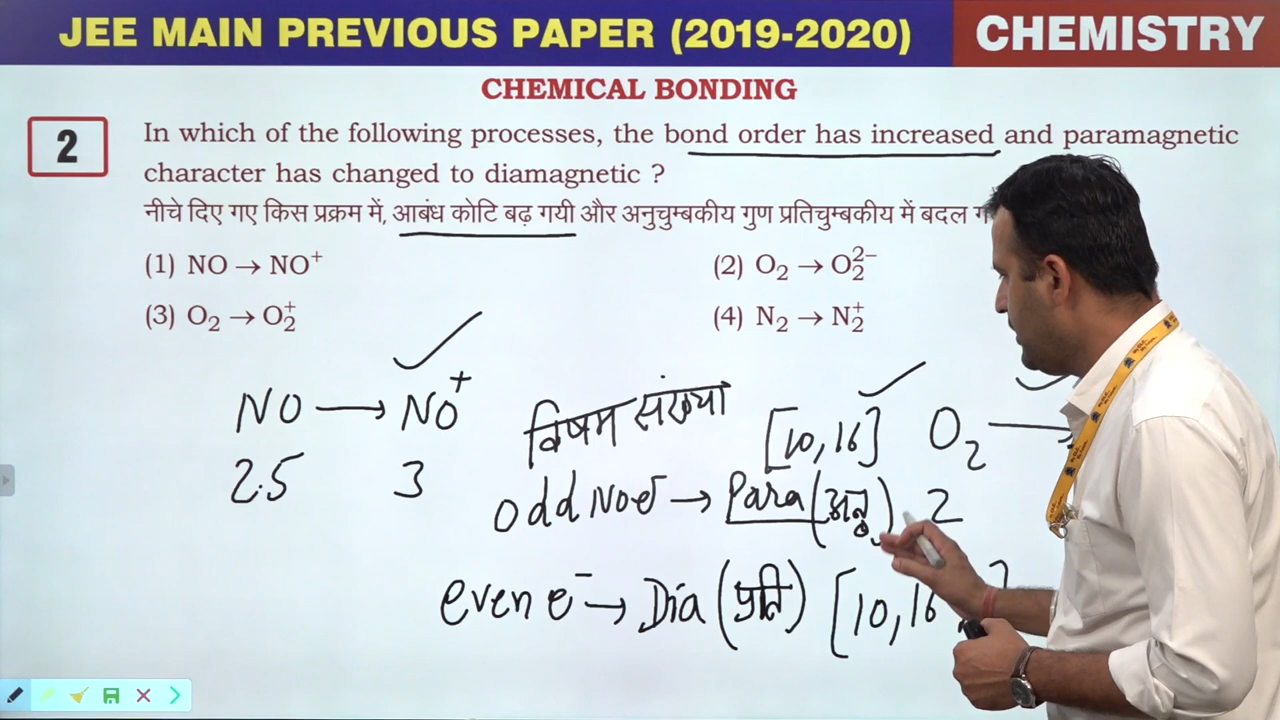 JEE MAIN PREVIOUS PAPER (2019-2020)
CHEMISTRY
CHEMICAL BONDING
2
In which of the following processes, the bond order has increased and paramagnetic
character has changed to diamagnetic ?
नीचे दिए गए किस प्रक्रम में, आबंध कोटि बढ़ गयी और अनुचुम्बकीय गुण प्रतिचुम्बकीय में बदल
(1) NO → NO⁺
(2) O₂ → O₂²⁻
(3) O₂ → O₂⁺
(4) N₂ → N₂⁺
NO → NO⁺
2.5 3
विषम संख्या
[10,16] O₂ →
odd No e⁻ → Para (अनु) 2
even e⁻ → Dia (प्रति) [10,16